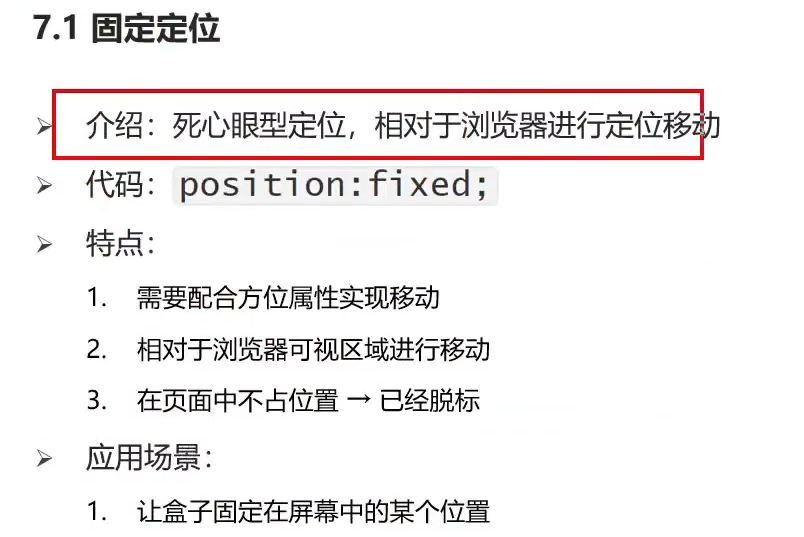 7.1 固定定位
➢ 介绍：死心眼型定位，相对于浏览器进行定位移动
➢ 代码：position:fixed;
➢ 特点：
1. 需要配合方位属性实现移动
2. 相对于浏览器可视区域进行移动
3. 在页面中不占位置 → 已经脱标
➢ 应用场景：
1. 让盒子固定在屏幕中的某个位置